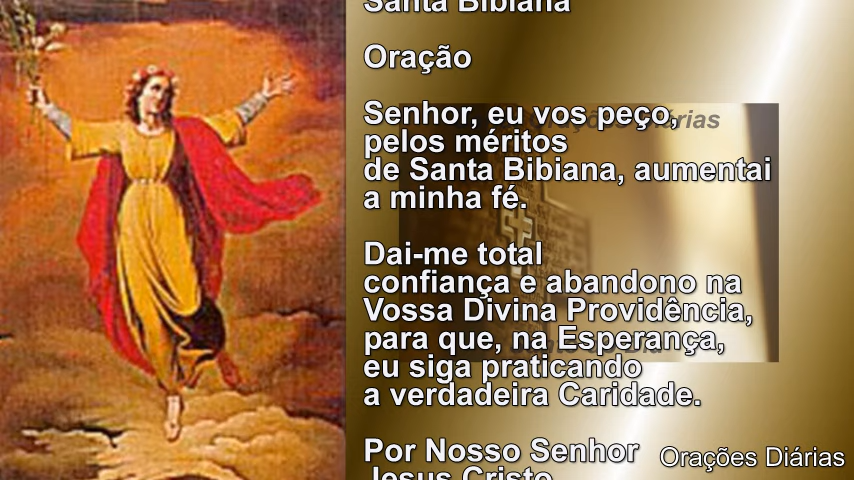 Santa Bibiana
Oração
Senhor, eu vos peço,
pelos méritos
de Santa Bibiana, aumentai
a minha fé.
Dai-me total
confiança e abandono na
Vossa Divina Providência,
para que, na Esperança,
eu siga praticando
a verdadeira Caridade.
Por Nosso Senhor
Jesus Cristo
Orações Diárias